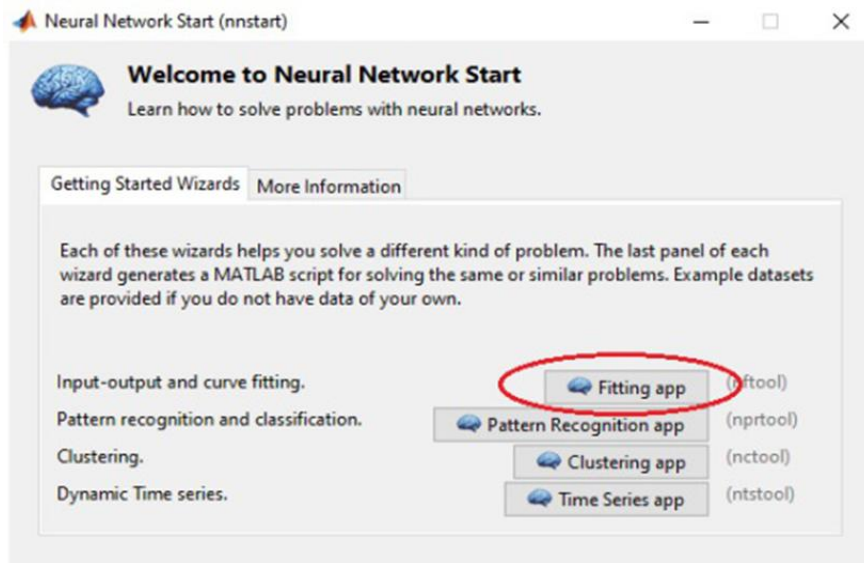 Neural Network Start (nnstart)
Welcome to Neural Network Start
Learn how to solve problems with neural networks.
Getting Started Wizards
More Information
Each of these wizards helps you solve a different kind of problem. The last panel of each
wizard generates a MATLAB script for solving the same or similar problems. Example datasets
are provided if you do not have data of your own.
Input-output and curve fitting.
Fitting app
Pattern recognition and classification.
Pattern Recognition app
(nprtool)
Clustering.
Clustering app
(nctool)
Dynamic Time series.
Time Series app
(ntstool)